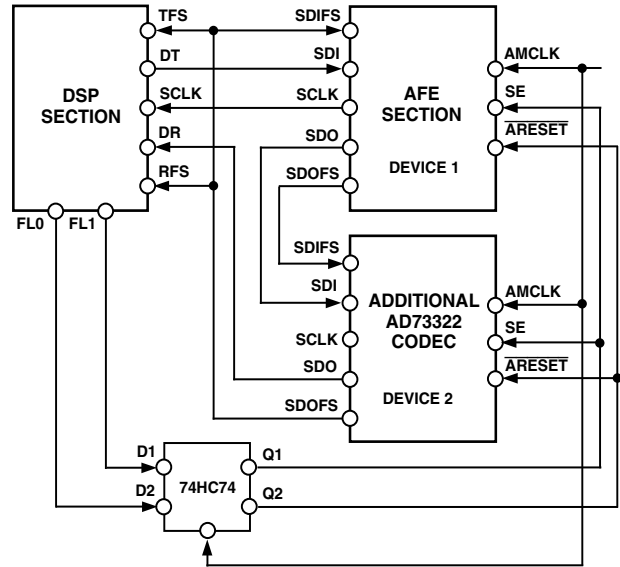 DSP
SECTION
TFS
DT
SCLK
DR
RFS
FL0
FL1
SDIFS
SDI
SCLK
SDO
SDOFS
AFE
SECTION
DEVICE 1
AMCLK
SE
ARESET
SDIFS
SDI
SCLK
SDO
SDOFS
ADDITIONAL
AD73322
CODEC
DEVICE 2
AMCLK
SE
ARESET
D1
D2
74HC74
Q1
Q2